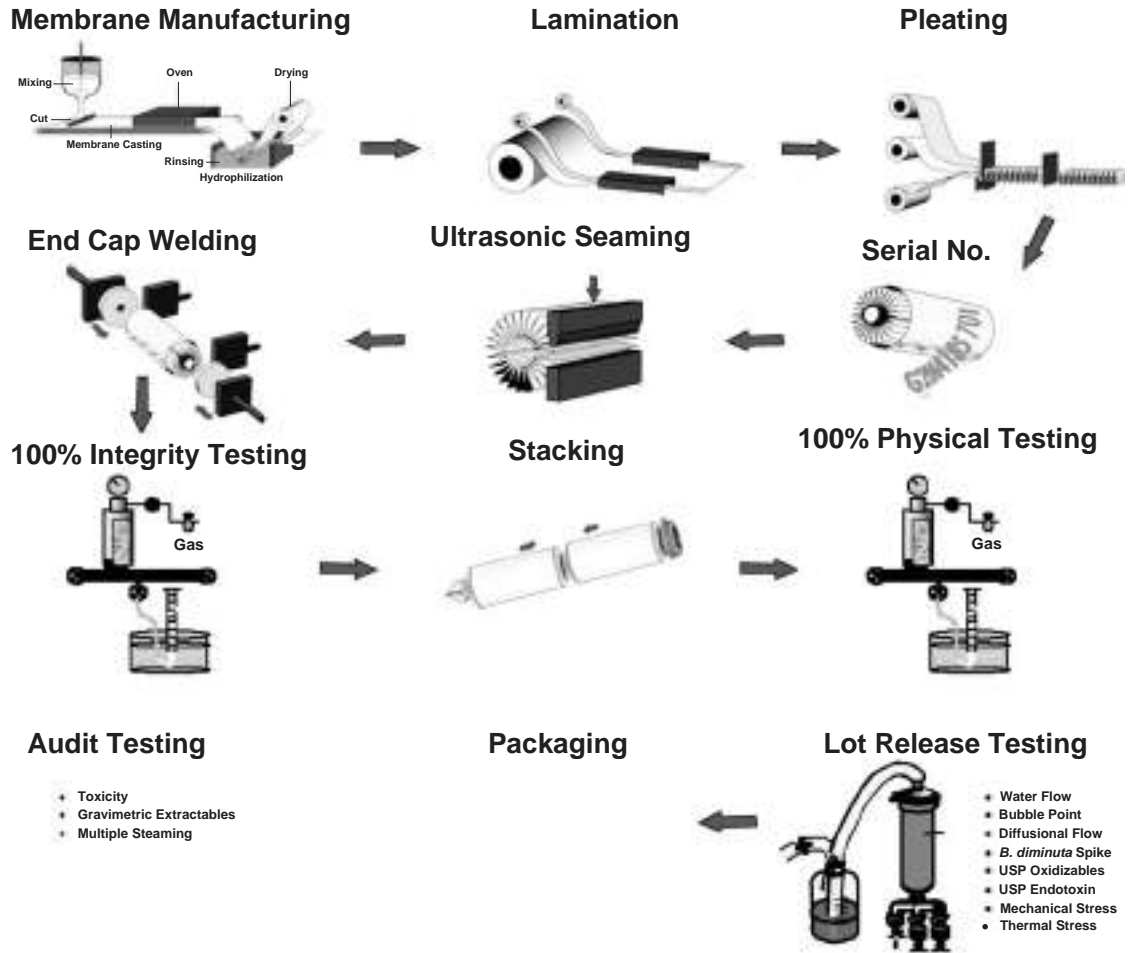 Membrane Manufacturing
Lamination
Pleating
Mixing
Oven
Drying
Cut
Membrane Casting
Rinsing
Hydrophilization
End Cap Welding
Ultrasonic Seaming
Serial No.
100% Integrity Testing
Stacking
100% Physical Testing
Gas
Gas
Audit Testing
Packaging
Lot Release Testing
Toxicity
Gravimetric Extractables
Multiple Steaming
Water Flow
Bubble Point
Diffusional Flow
B. diminuta Spike
USP Oxidizables
USP Endotoxin
Mechanical Stress
Thermal Stress